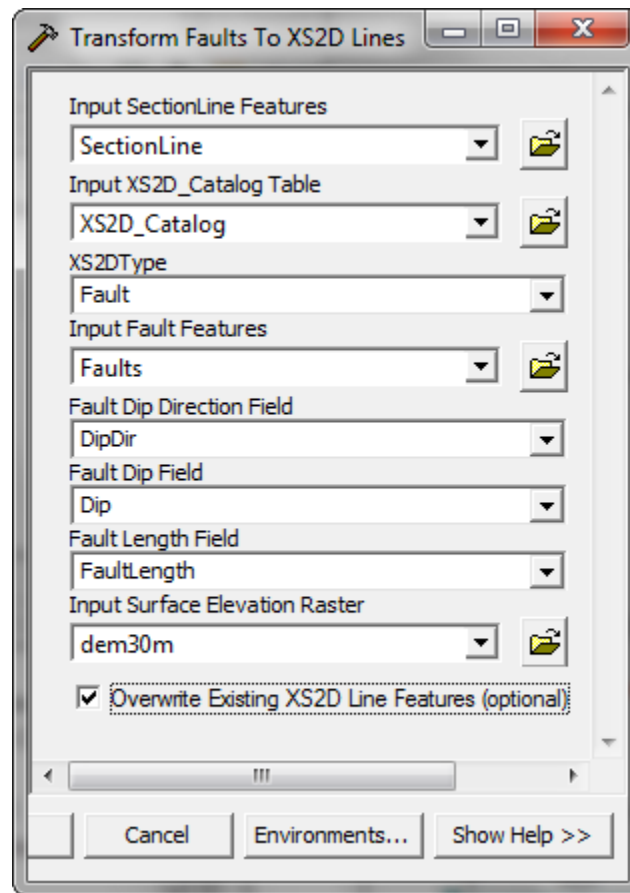 Transform Faults To XS2D Lines
Input SectionLine Features
SectionLine
Input XS2D_Catalog Table
XS2D_Catalog
XS2DType
Fault
Input Fault Features
Faults
Fault Dip Direction Field
DipDir
Fault Dip Field
Dip
Fault Length Field
FaultLength
Input Surface Elevation Raster
dem30m
Overwrite Existing XS2D Line Features (optional)
Cancel
Environments...
Show Help >>